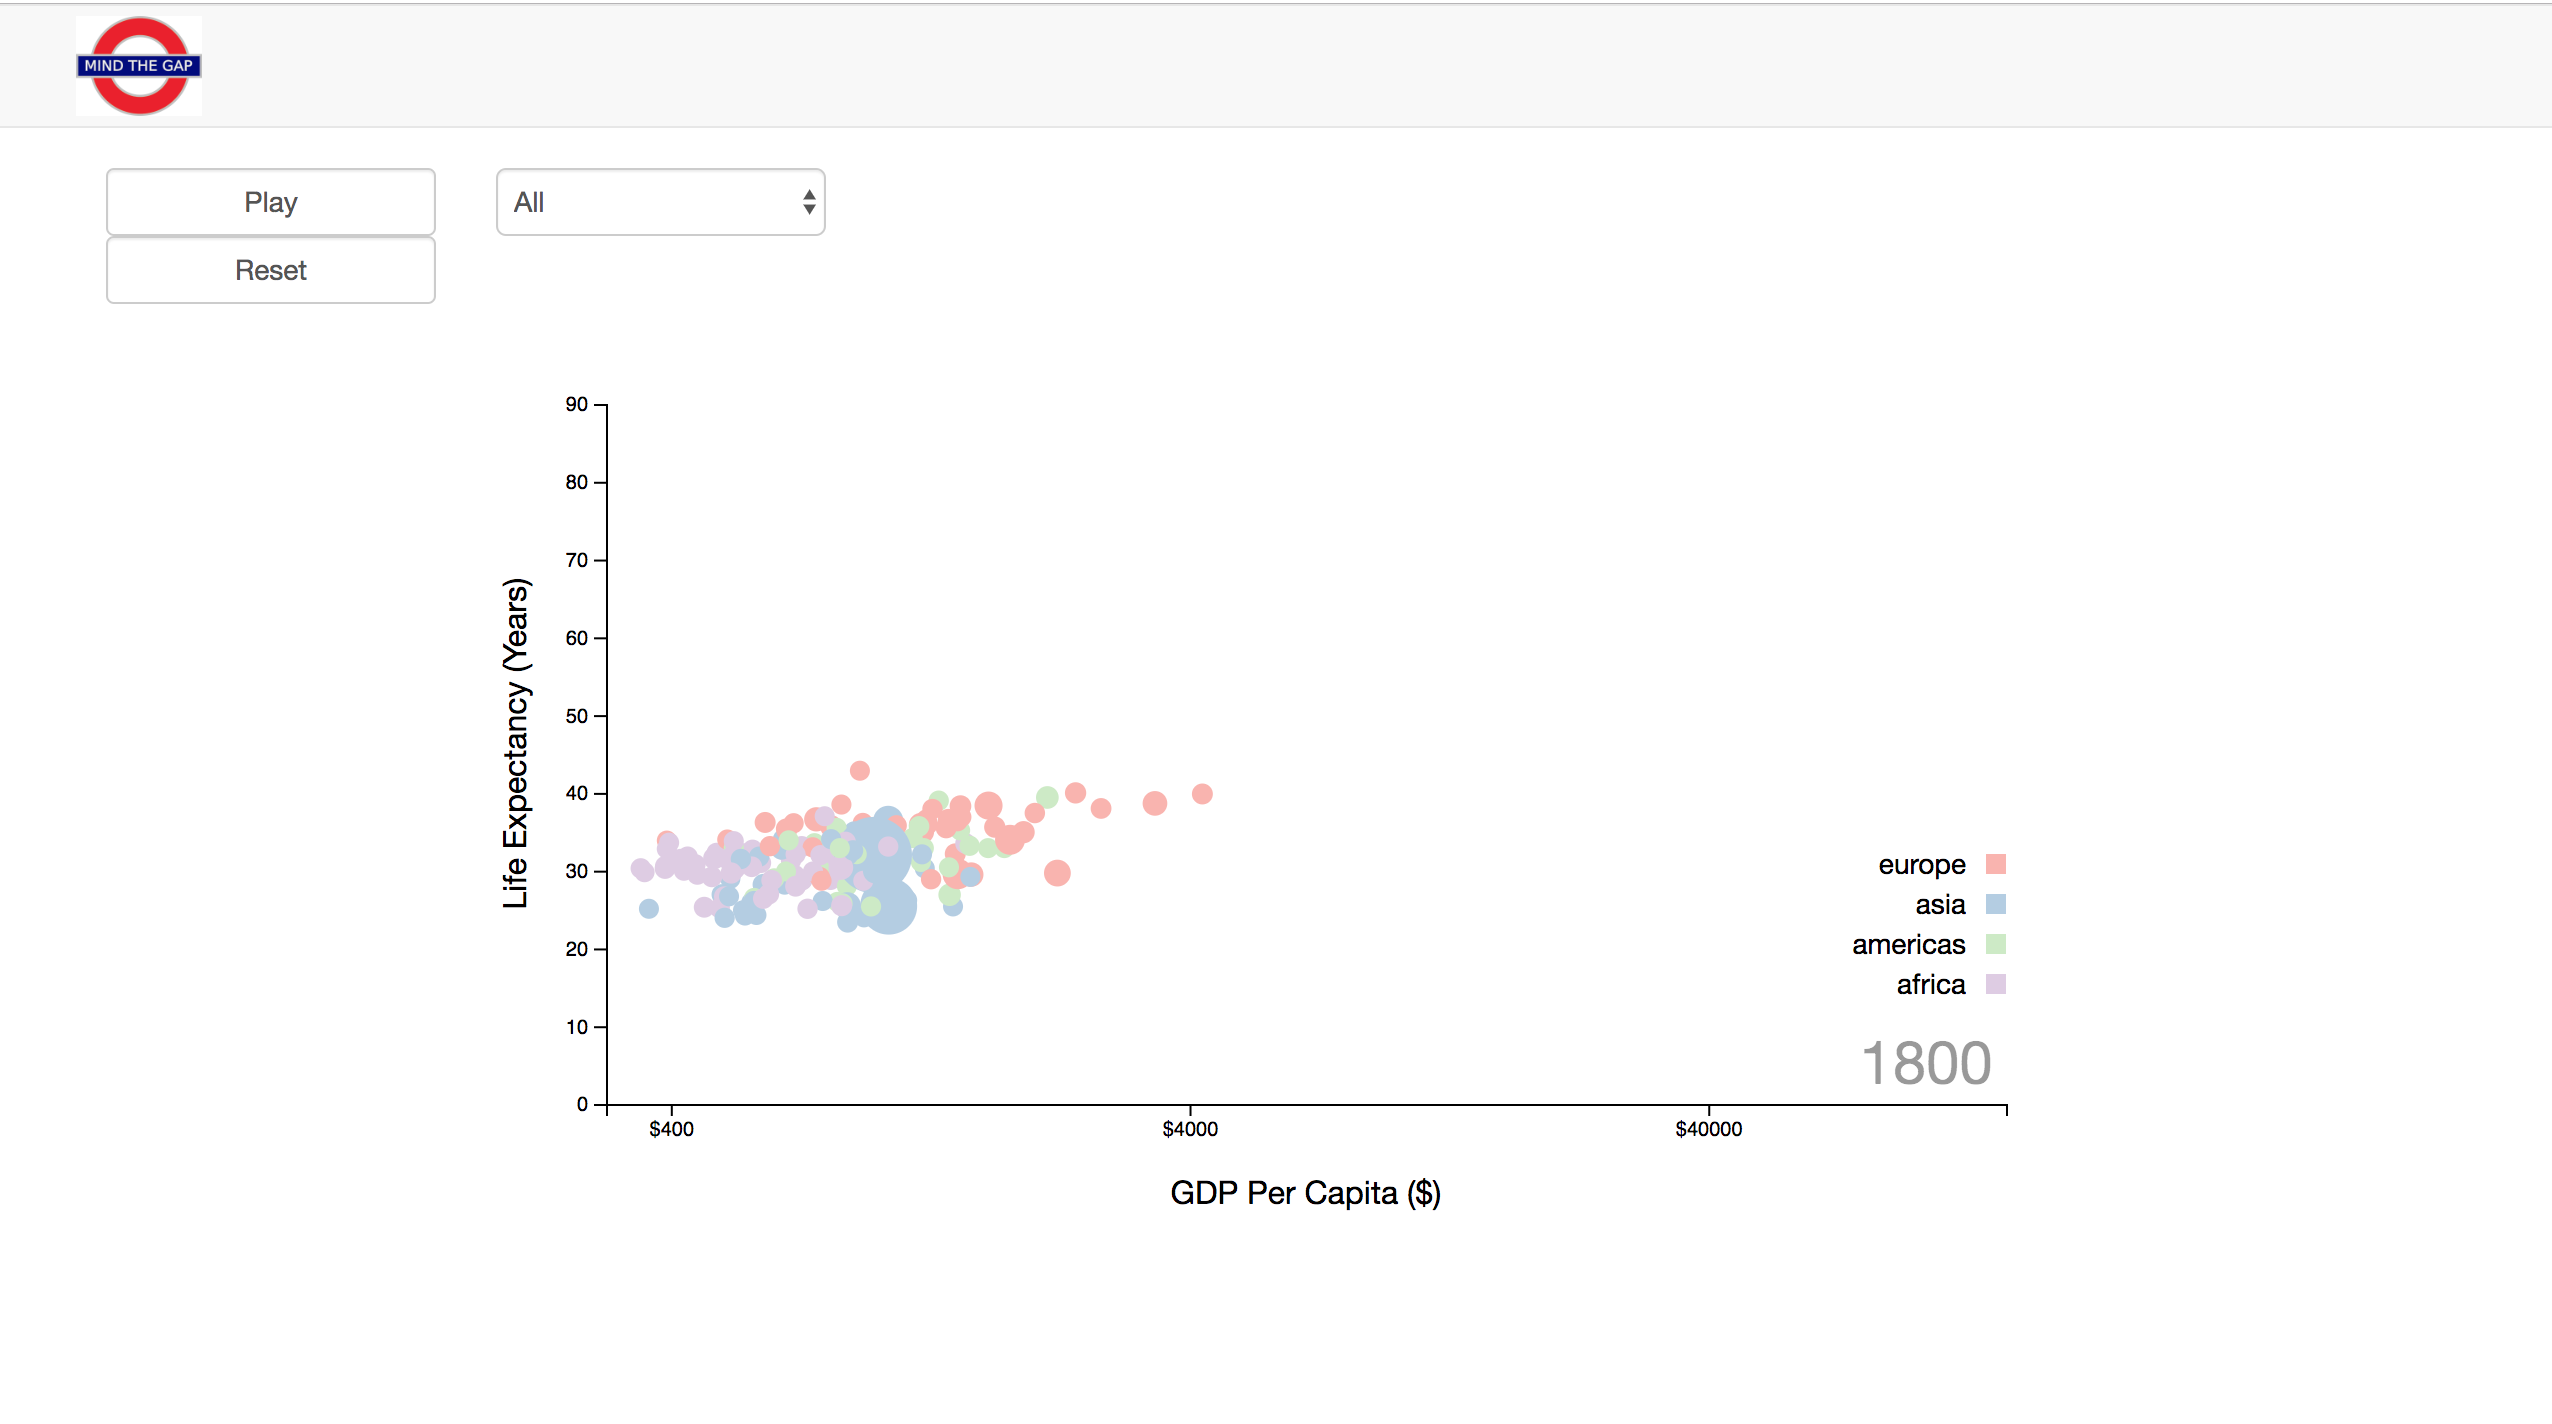 MIND THE GAP
Play
All
Reset
90
80
70
60
50
40
30
20
10
0
Life Expectancy (Years)
europe
asia
americas
africa
1800
$400
$4000
$40000
GDP Per Capita ($)